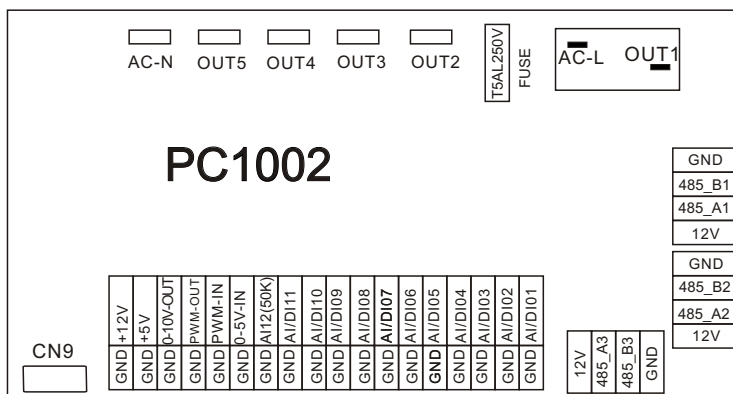 AC-N OUT5 OUT4 OUT3 OUT2 T5AL250V FUSE AC-L OUT1
PC1002
GND
485_B1
485_A1
12V
GND
485_B2
485_A2
12V
+12V +5V 0-10V-OUT PWM-OUT PWM-IN 0-5V-IN AI12(50K) AI/DI11 AI/DI10 AI/DI09 AI/DI08 AI/DI07 AI/DI06 AI/DI05 AI/DI04 AI/DI03 AI/DI02 AI/DI01
GND GND GND GND GND GND GND GND GND GND GND GND GND GND GND GND GND GND
CN9
12V 485_A3 485_B3 GND